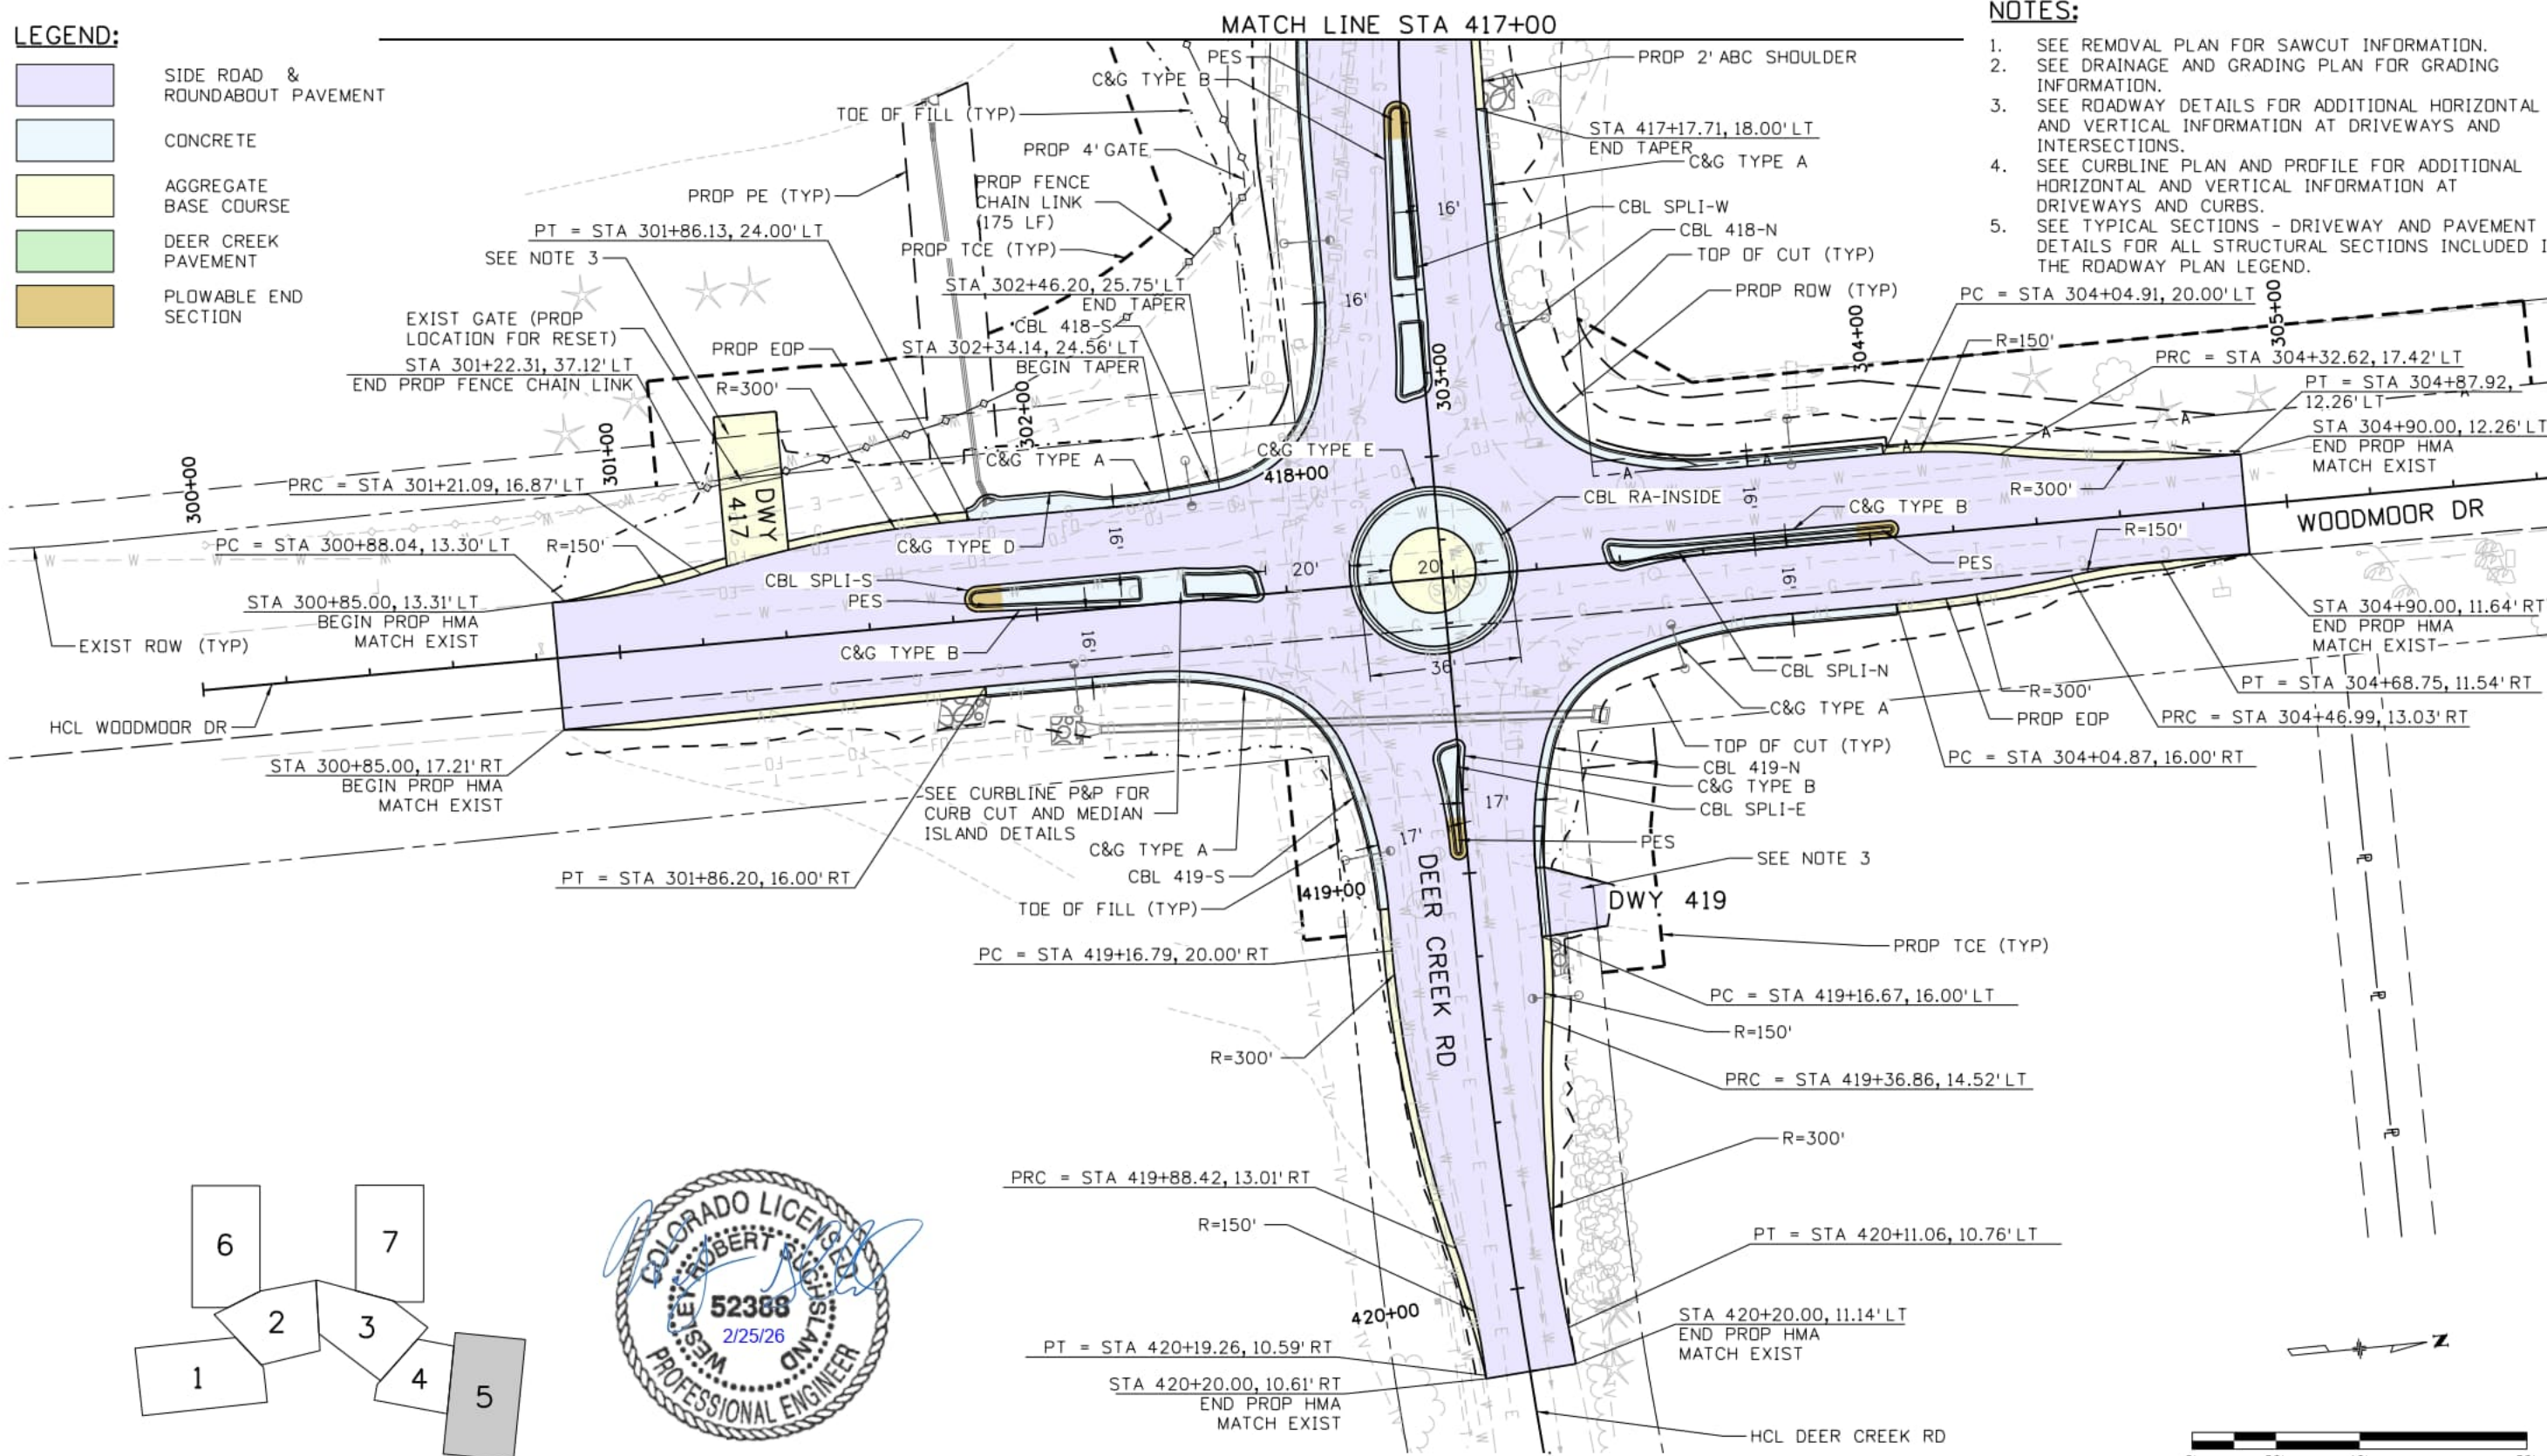 MATCH LINE STA 417+00
LEGEND:
SIDE ROAD &
ROUNDABOUT PAVEMENT
CONCRETE
AGGREGATE
BASE COURSE
DEER CREEK
PAVEMENT
PLOWABLE END
SECTION
NOTES:
1. SEE REMOVAL PLAN FOR SAWCUT INFORMATION.
2. SEE DRAINAGE AND GRADING PLAN FOR GRADING
INFORMATION.
3. SEE ROADWAY DETAILS FOR ADDITIONAL HORIZONTAL
AND VERTICAL INFORMATION AT DRIVEWAYS AND
INTERSECTIONS.
4. SEE CURBLINE PLAN AND PROFILE FOR ADDITIONAL
HORIZONTAL AND VERTICAL INFORMATION AT
DRIVEWAYS AND CURBS.
5. SEE TYPICAL SECTIONS - DRIVEWAY AND PAVEMENT
DETAILS FOR ALL STRUCTURAL SECTIONS INCLUDED I
THE ROADWAY PLAN LEGEND.
PES
C&G TYPE B
TOE OF FILL (TYP)
PROP 4' GATE
PROP FENCE
CHAIN LINK
(175 LF)
PROP PE (TYP)
PROP TCE (TYP)
PT = STA 301+86.13, 24.00' LT
SEE NOTE 3
STA 302+46.20, 25.75' LT
END TAPER
CBL 418-S
STA 302+34.14, 24.56' LT
BEGIN TAPER
EXIST GATE (PROP
LOCATION FOR RESET)
PROP EOP
STA 301+22.31, 37.12' LT
END PROP FENCE CHAIN LINK
R=300'
PROP 2' ABC SHOULDER
STA 417+17.71, 18.00' LT
END TAPER
C&G TYPE A
16'
CBL SPLI-W
CBL 418-N
TOP OF CUT (TYP)
PROP ROW (TYP)
16'
PC = STA 304+04.91, 20.00' LT
R=150'
PRC = STA 304+32.62, 17.42' LT
PT = STA 304+87.92,
12.26' LT
STA 304+90.00, 12.26' LT
END PROP HMA
MATCH EXIST
R=300'
300+00
301+00
302+00
303+00
304+00
305+00
PRC = STA 301+21.09, 16.87' LT
DWY
417
C&G TYPE A
C&G TYPE E
418+00
CBL RA-INSIDE
16'
C&G TYPE B
WOODMOOR DR
R=150'
PC = STA 300+88.04, 13.30' LT
R=150'
C&G TYPE D
16'
CBL SPLI-S
PES
20'
20'
16'
PES
STA 300+85.00, 13.31' LT
BEGIN PROP HMA
MATCH EXIST
EXIST ROW (TYP)
C&G TYPE B
16'
36'
CBL SPLI-N
C&G TYPE A
STA 304+90.00, 11.64' RT
END PROP HMA
MATCH EXIST
R=300'
PROP EOP
PT = STA 304+68.75, 11.54' RT
PRC = STA 304+46.99, 13.03' RT
PC = STA 304+04.87, 16.00' RT
HCL WOODMOOR DR
STA 300+85.00, 17.21' RT
BEGIN PROP HMA
MATCH EXIST
SEE CURBLINE P&P FOR
CURB CUT AND MEDIAN
ISLAND DETAILS
C&G TYPE A
CBL 419-S
PT = STA 301+86.20, 16.00' RT
TOE OF FILL (TYP)
419+00
TOP OF CUT (TYP)
CBL 419-N
C&G TYPE B
CBL SPLI-E
17'
17'
PES
SEE NOTE 3
DWY 419
DEER CREEK RD
PROP TCE (TYP)
PC = STA 419+16.79, 20.00' RT
PC = STA 419+16.67, 16.00' LT
R=150'
R=300'
PRC = STA 419+36.86, 14.52' LT
R=300'
PRC = STA 419+88.42, 13.01' RT
R=150'
PT = STA 420+11.06, 10.76' LT
420+00
STA 420+20.00, 11.14' LT
END PROP HMA
MATCH EXIST
PT = STA 420+19.26, 10.59' RT
STA 420+20.00, 10.61' RT
END PROP HMA
MATCH EXIST
HCL DEER CREEK RD
6
7
2
3
1
4
5
COLORADO LICENSED
WESLEY ROBERT SUCHSLAND
52388
2/25/26
PROFESSIONAL ENGINEER
N